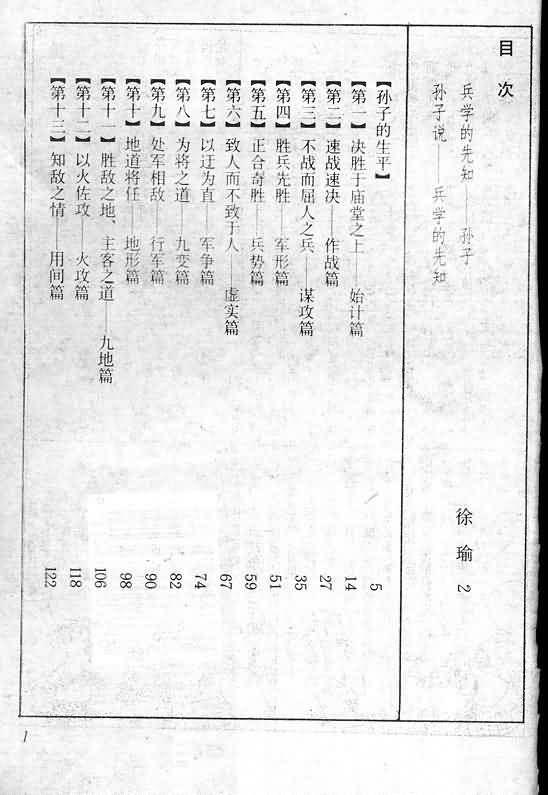 目次
兵学的先知——孙子 徐瑜 2
孙子说——兵学的先知
【孙子的生平】 5
【第一】决胜于庙堂之上——始计篇 14
【第二】速战速决——作战篇 27
【第三】不战而屈人之兵——谋攻篇 35
【第四】胜兵先胜——军形篇 51
【第五】正合奇胜——兵势篇 59
【第六】致人而不致于人——虚实篇 67
【第七】以迂为直——军争篇 74
【第八】为将之道——九变篇 82
【第九】处军相敌——行军篇 90
【第十】地道将任——地形篇 98
【第十一】胜敌之地、主客之道——九地篇 106
【第十二】以火佐攻——火攻篇 118
【第十三】知敌之情——用间篇 122
1